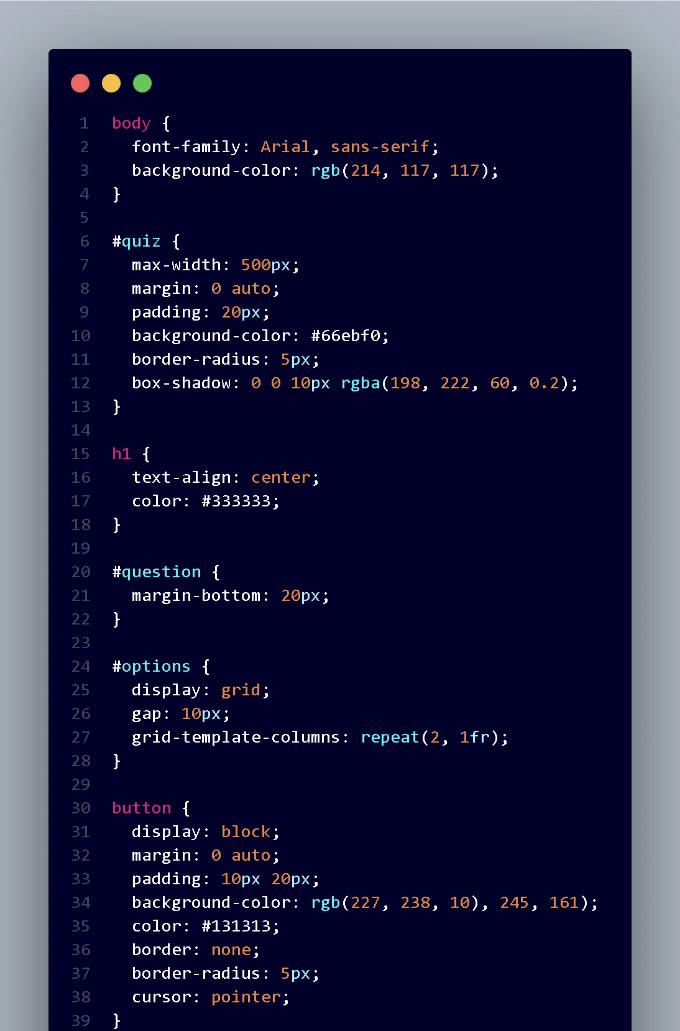 1 body {
2 font-family: Arial, sans-serif;
3 background-color: rgb(214, 117, 117);
4 }
5
6 #quiz {
7 max-width: 500px;
8 margin: 0 auto;
9 padding: 20px;
10 background-color: #66ebf0;
11 border-radius: 5px;
12 box-shadow: 0 0 10px rgba(198, 222, 60, 0.2);
13 }
14
15 h1 {
16 text-align: center;
17 color: #333333;
18 }
19
20 #question {
21 margin-bottom: 20px;
22 }
23
24 #options {
25 display: grid;
26 gap: 10px;
27 grid-template-columns: repeat(2, 1fr);
28 }
29
30 button {
31 display: block;
32 margin: 0 auto;
33 padding: 10px 20px;
34 background-color: rgb(227, 238, 10), 245, 161);
35 color: #131313;
36 border: none;
37 border-radius: 5px;
38 cursor: pointer;
39 }